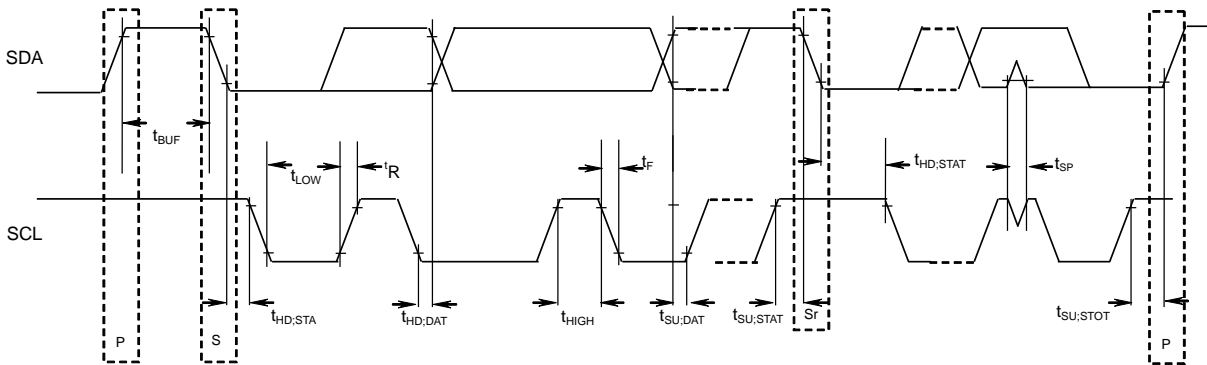 SDA
tBUF
tLOW
tR
tF
tHD;STAT
tSP
SCL
tHD;STA
tHD;DAT
tHIGH
tSU;DAT
tSU;STAT
Sr
tSU;STOT
P
S
P